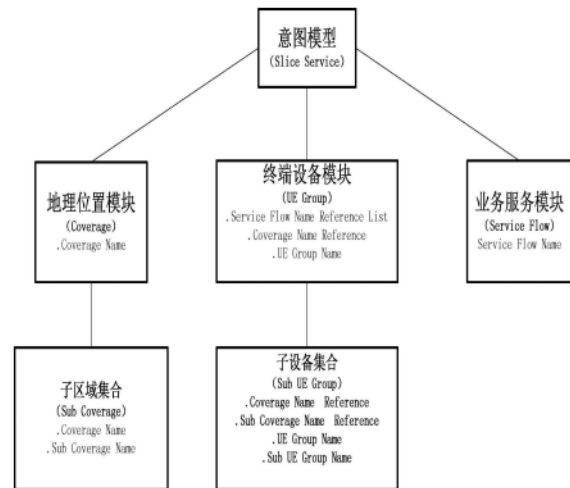 意图模型
(Slice Service)
地理位置模块
(Coverage)
.Coverage Name
终端设备模块
(UE Group)
.Service Flow Name Reference List
.Coverage Name Reference
.UE Group Name
业务服务模块
(Service Flow)
Service Flow Name
子区域集合
(Sub Coverage)
.Coverage Name
.Sub Coverage Name
子设备集合
(Sub UE Group)
.Coverage Name Reference
.Sub Coverage Name Reference
.UE Group Name
.Sub UE Group Name